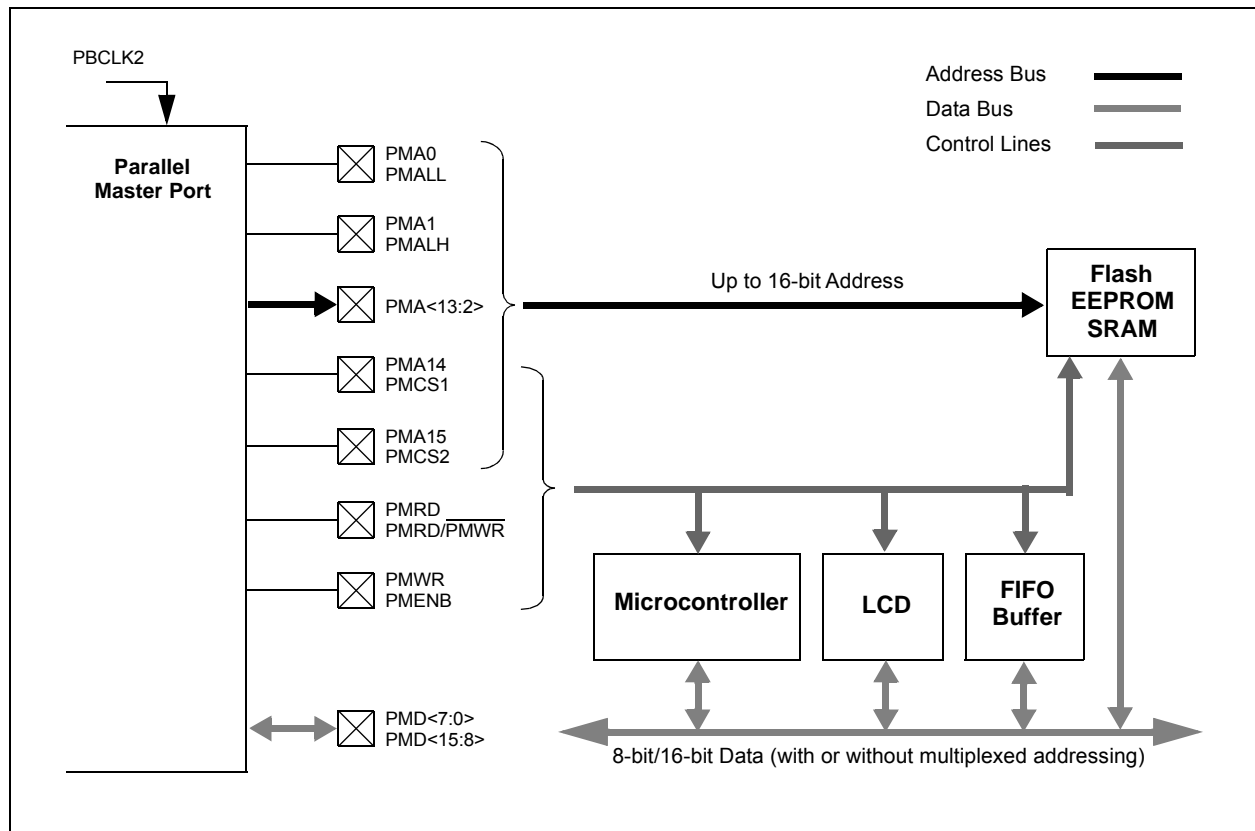 PBCLK2
Address Bus
Data Bus
Control Lines
Parallel
Master Port
PMA0
PMALL
PMA1
PMALH
PMA<13:2>
PMA14
PMCS1
PMA15
PMCS2
PMRD
PMRD/P̅M̅W̅R̅
PMWR
PMENB
PMD<7:0>
PMD<15:8>
Up to 16-bit Address
Flash
EEPROM
SRAM
Microcontroller
LCD
FIFO
Buffer
8-bit/16-bit Data (with or without multiplexed addressing)